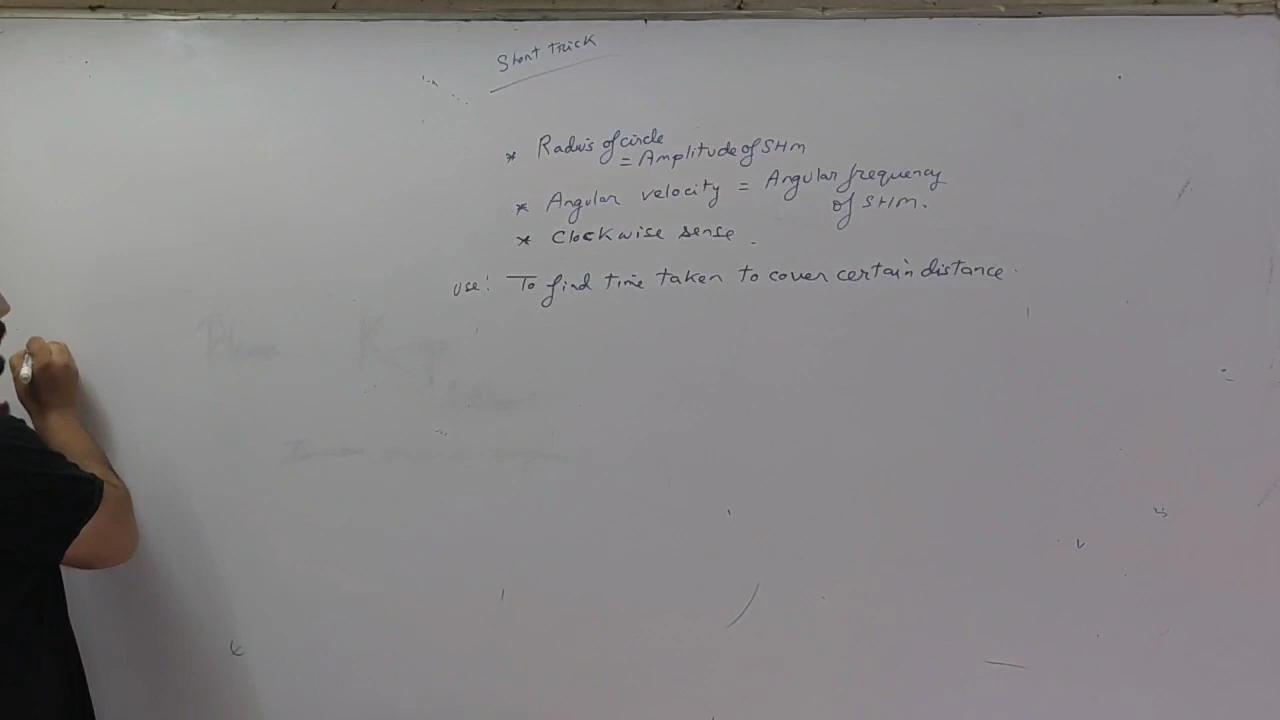 Short trick
* Radius of circle
= Amplitude of SHM
* Angular velocity = Angular frequency
of SHM.
* Clockwise sense.
use: To find time taken to cover certain distance.